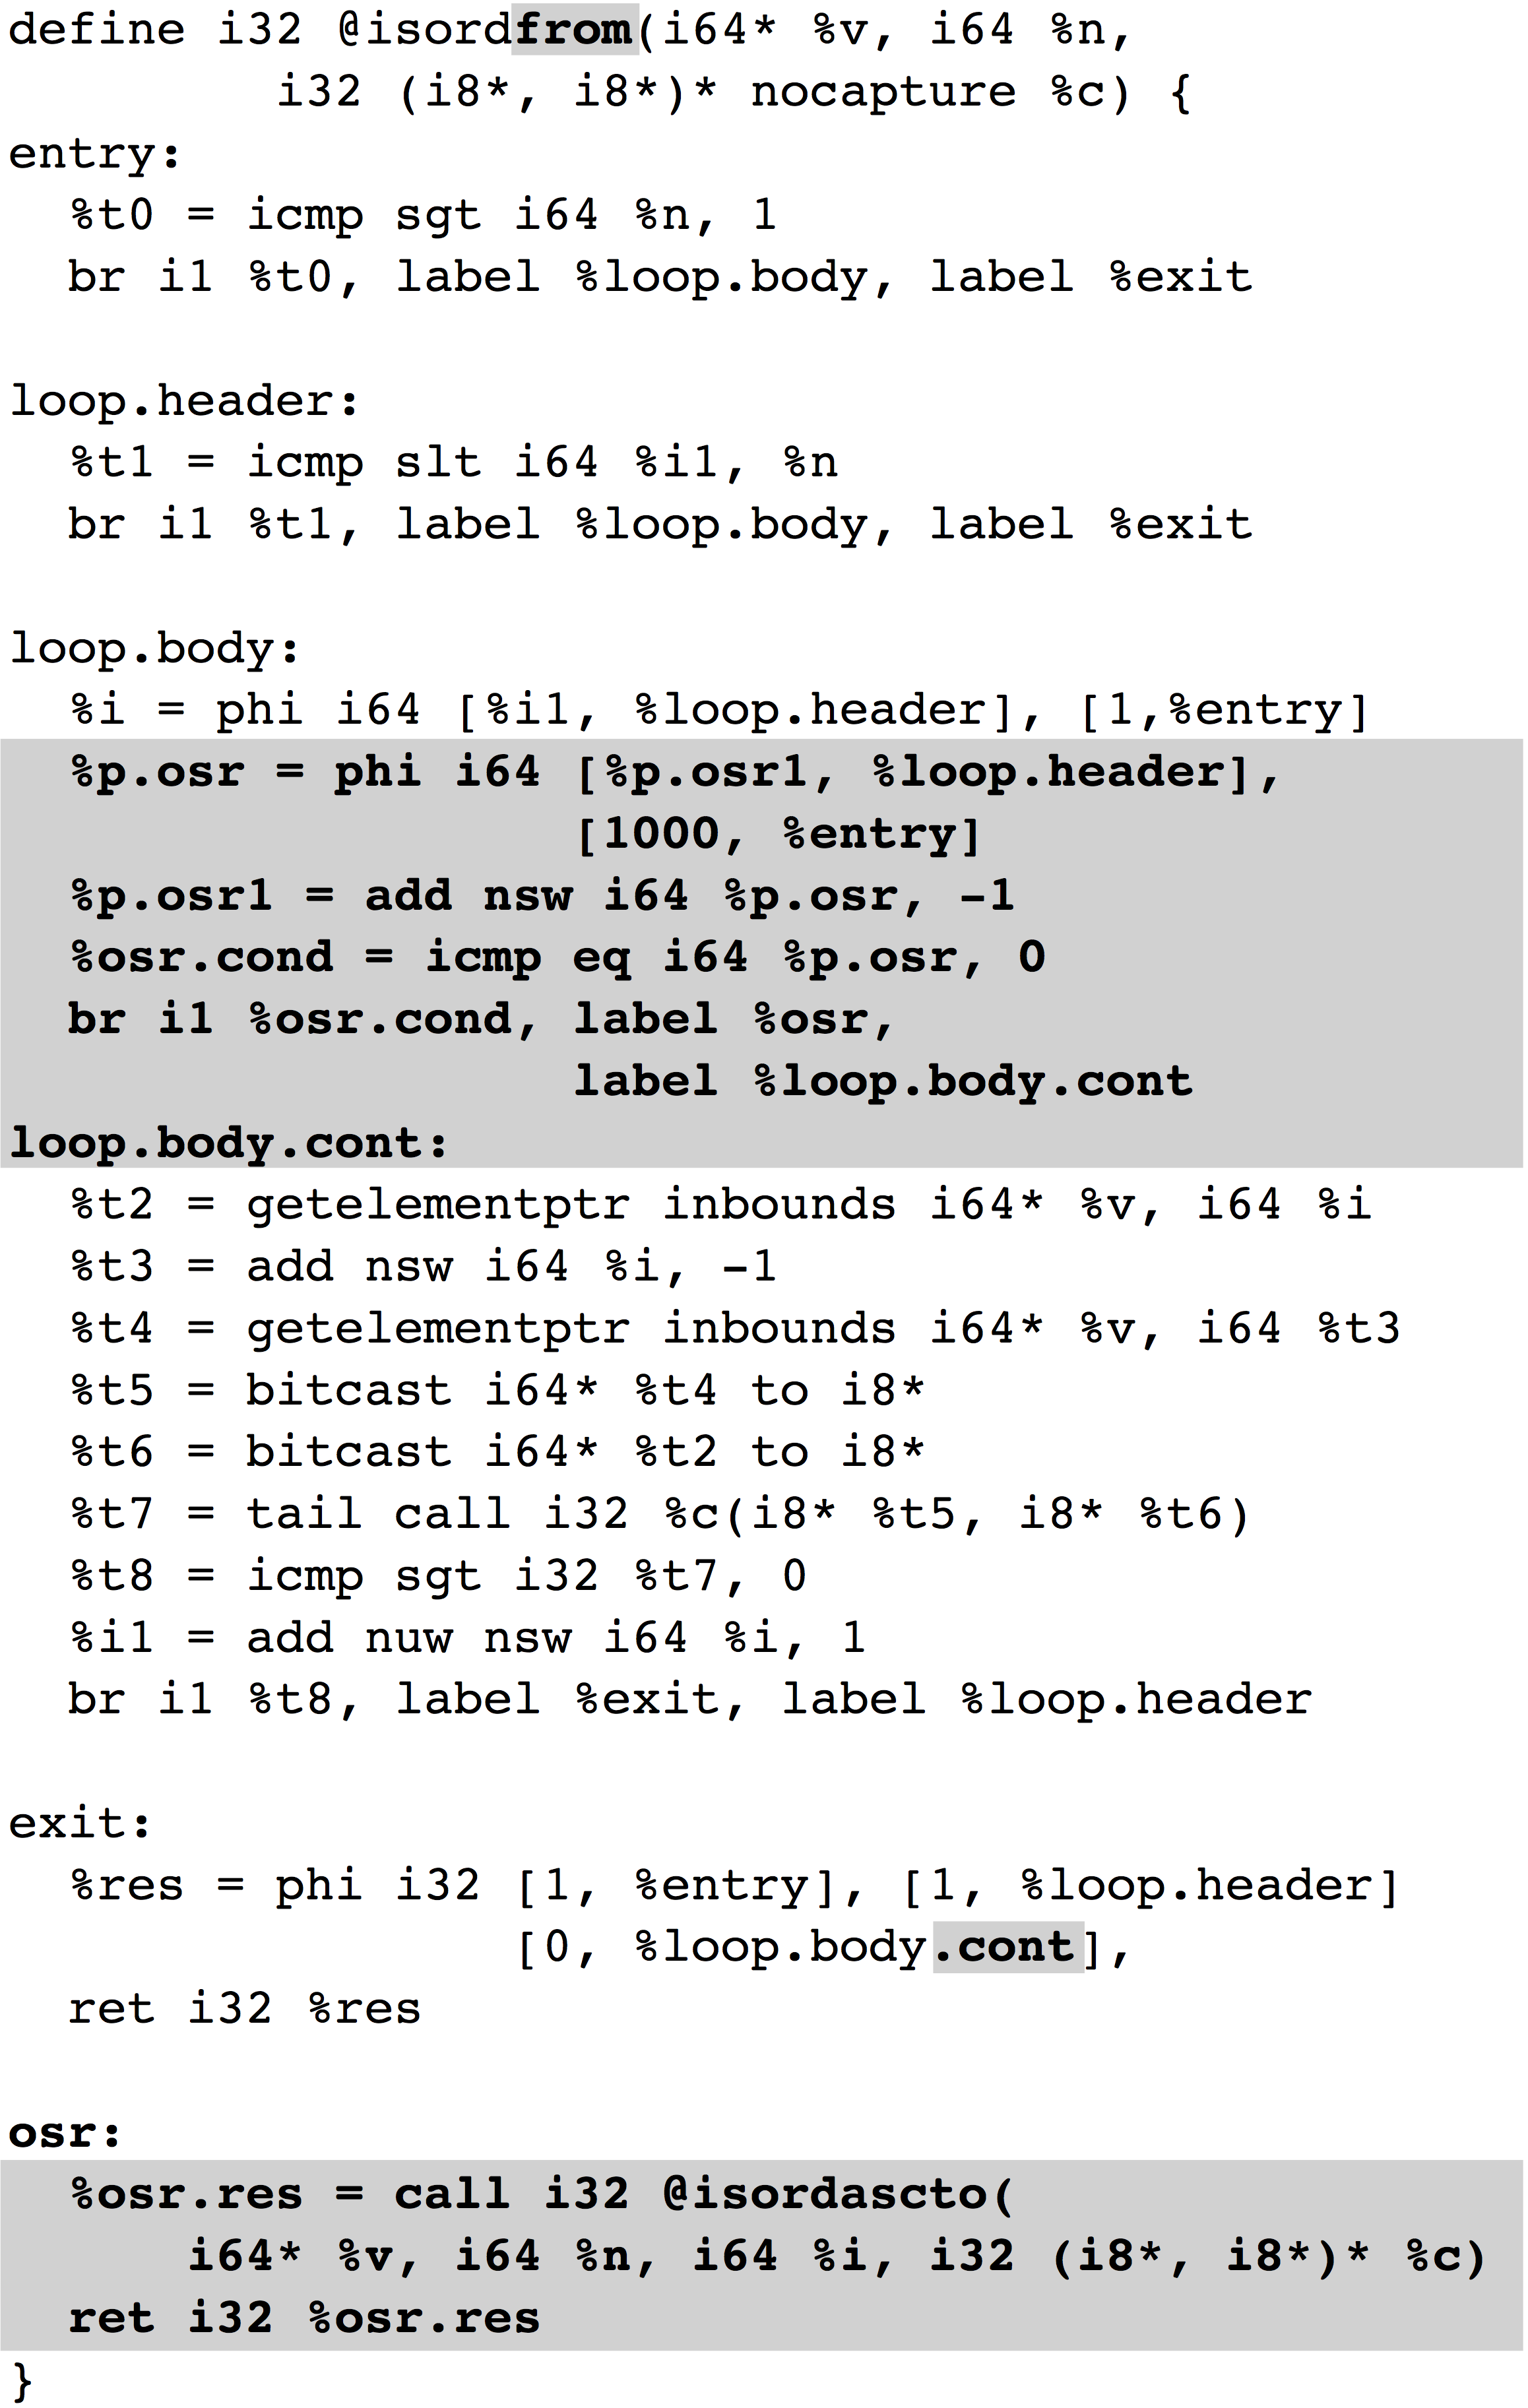 define i32 @isordfrom(i64* %v, i64 %n,
         i32 (i8*, i8*)* nocapture %c) {
entry:
  %t0 = icmp sgt i64 %n, 1
  br i1 %t0, label %loop.body, label %exit

loop.header:
  %t1 = icmp slt i64 %i1, %n
  br i1 %t1, label %loop.body, label %exit

loop.body:
  %i = phi i64 [%i1, %loop.header], [1,%entry]
  %p.osr = phi i64 [%p.osr1, %loop.header],
                   [1000, %entry]
  %p.osr1 = add nsw i64 %p.osr, -1
  %osr.cond = icmp eq i64 %p.osr, 0
  br i1 %osr.cond, label %osr,
                   label %loop.body.cont
loop.body.cont:
  %t2 = getelementptr inbounds i64* %v, i64 %i
  %t3 = add nsw i64 %i, -1
  %t4 = getelementptr inbounds i64* %v, i64 %t3
  %t5 = bitcast i64* %t4 to i8*
  %t6 = bitcast i64* %t2 to i8*
  %t7 = tail call i32 %c(i8* %t5, i8* %t6)
  %t8 = icmp sgt i32 %t7, 0
  %i1 = add nuw nsw i64 %i, 1
  br i1 %t8, label %exit, label %loop.header

exit:
  %res = phi i32 [1, %entry], [1, %loop.header]
                 [0, %loop.body.cont],
  ret i32 %res

osr:
  %osr.res = call i32 @isordascto(
      i64* %v, i64 %n, i64 %i, i32 (i8*, i8*)* %c)
  ret i32 %osr.res
}